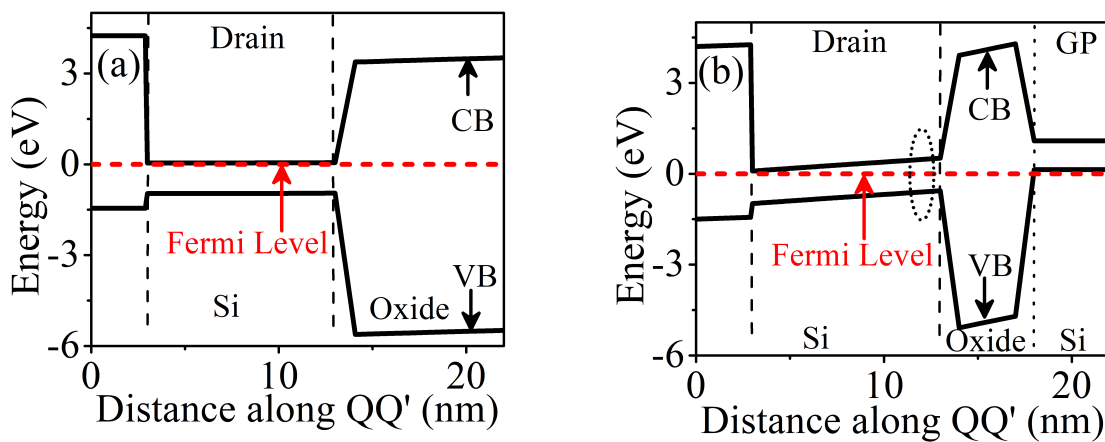 (a)
Drain
CB
Fermi Level
VB
Si
Oxide
3
0
-3
-6
0
10
20
Energy (eV)
Distance along QQ' (nm)
(b)
Drain
GP
CB
Fermi Level
VB
Si
Oxide
Si
3
0
-3
-6
0
10
20
Energy (eV)
Distance along QQ' (nm)